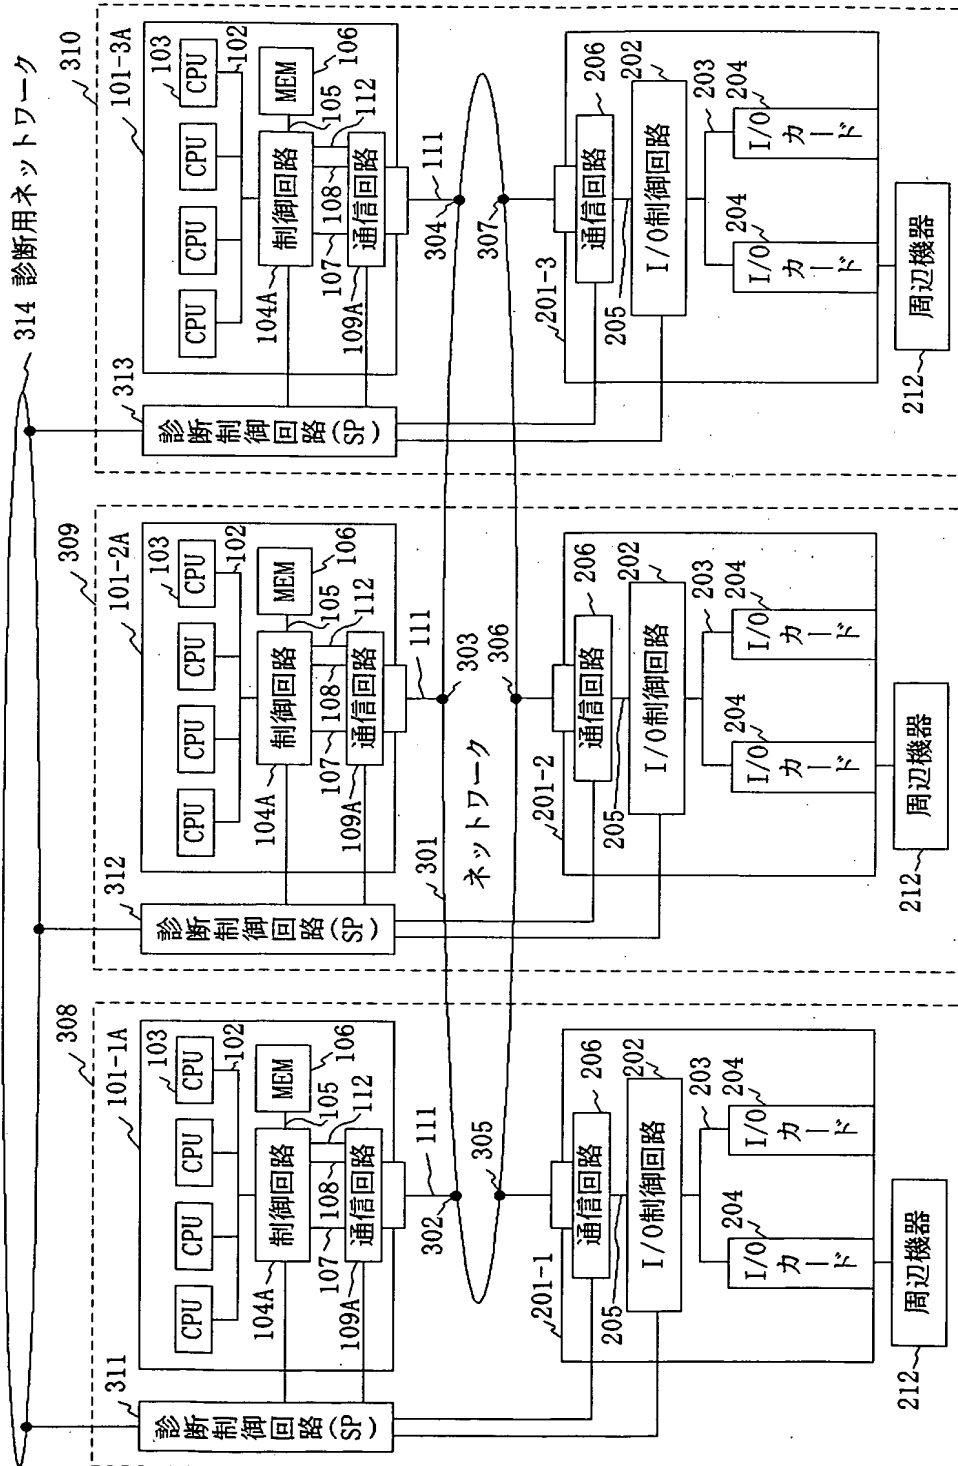 314 診断用ネットワーク
308
311
診断制御回路(SP)
101-1A
103
CPU
CPU
CPU
CPU
102
104A
制御回路
MEM
105
106
107
108
112
109A
通信回路
111
302
305
201-1
通信回路
206
205
I/O制御回路
202
203
204
I/O
カード
204
I/O
カード
212
周辺機器
309
312
診断制御回路(SP)
101-2A
103
CPU
CPU
CPU
CPU
102
104A
制御回路
MEM
105
106
107
108
112
109A
通信回路
111
301
ネットワーク
303
306
201-2
通信回路
206
205
I/O制御回路
202
203
204
I/O
カード
204
I/O
カード
212
周辺機器
310
313
診断制御回路(SP)
101-3A
103
CPU
CPU
CPU
CPU
102
104A
制御回路
MEM
105
106
107
108
112
109A
通信回路
111
304
307
201-3
通信回路
206
205
I/O制御回路
202
203
204
I/O
カード
204
I/O
カード
212
周辺機器